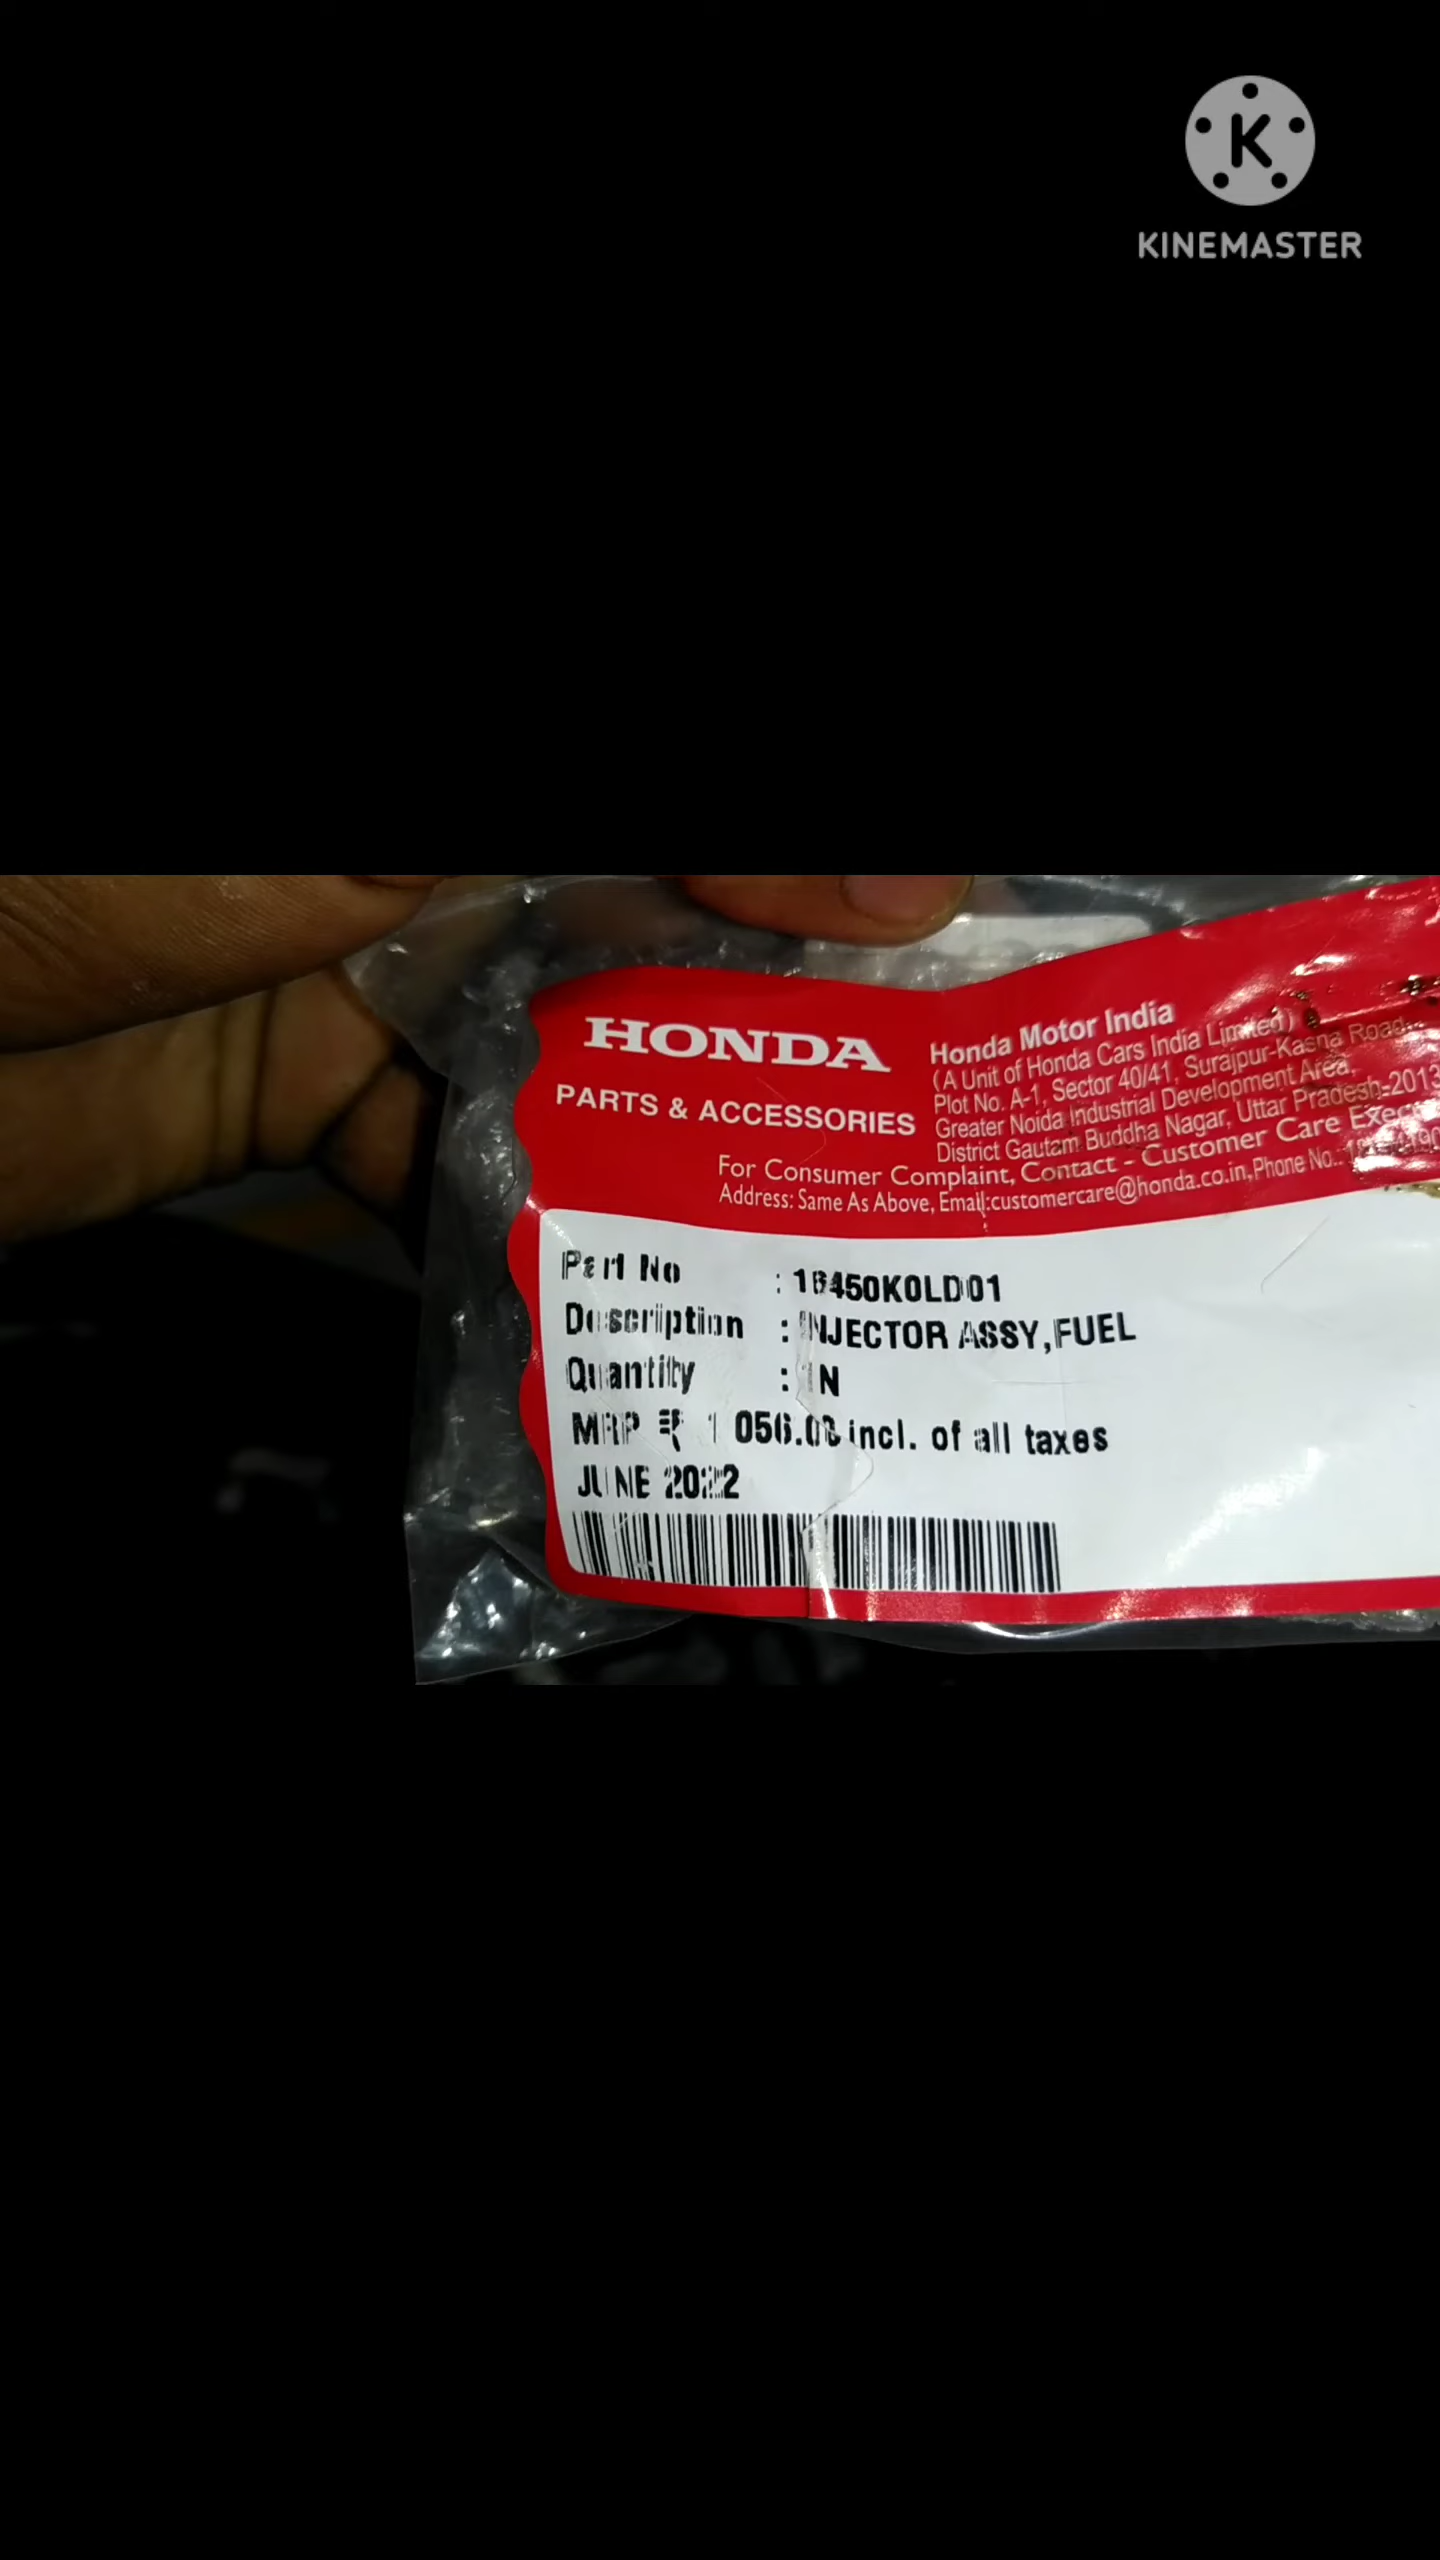 K
KINEMASTER
HONDA
PARTS & ACCESSORIES
Honda Motor India
(A Unit of Honda Cars India Limited)
Plot No. A-1, Sector 40/41, Surajpur-Kasna Road,
Greater Noida Industrial Development Area,
District Gautam Buddha Nagar, Uttar Pradesh-2013
For Consumer Complaint, Contact - Customer Care
Address: Same As Above, Email:customercare@honda.co.in,Phone No.:
Part No : 16450K0LD01
Description : INJECTOR ASSY,FUEL
Quantity : 1N
MRP ₹ 1 056.00 incl. of all taxes
JUNE 2022